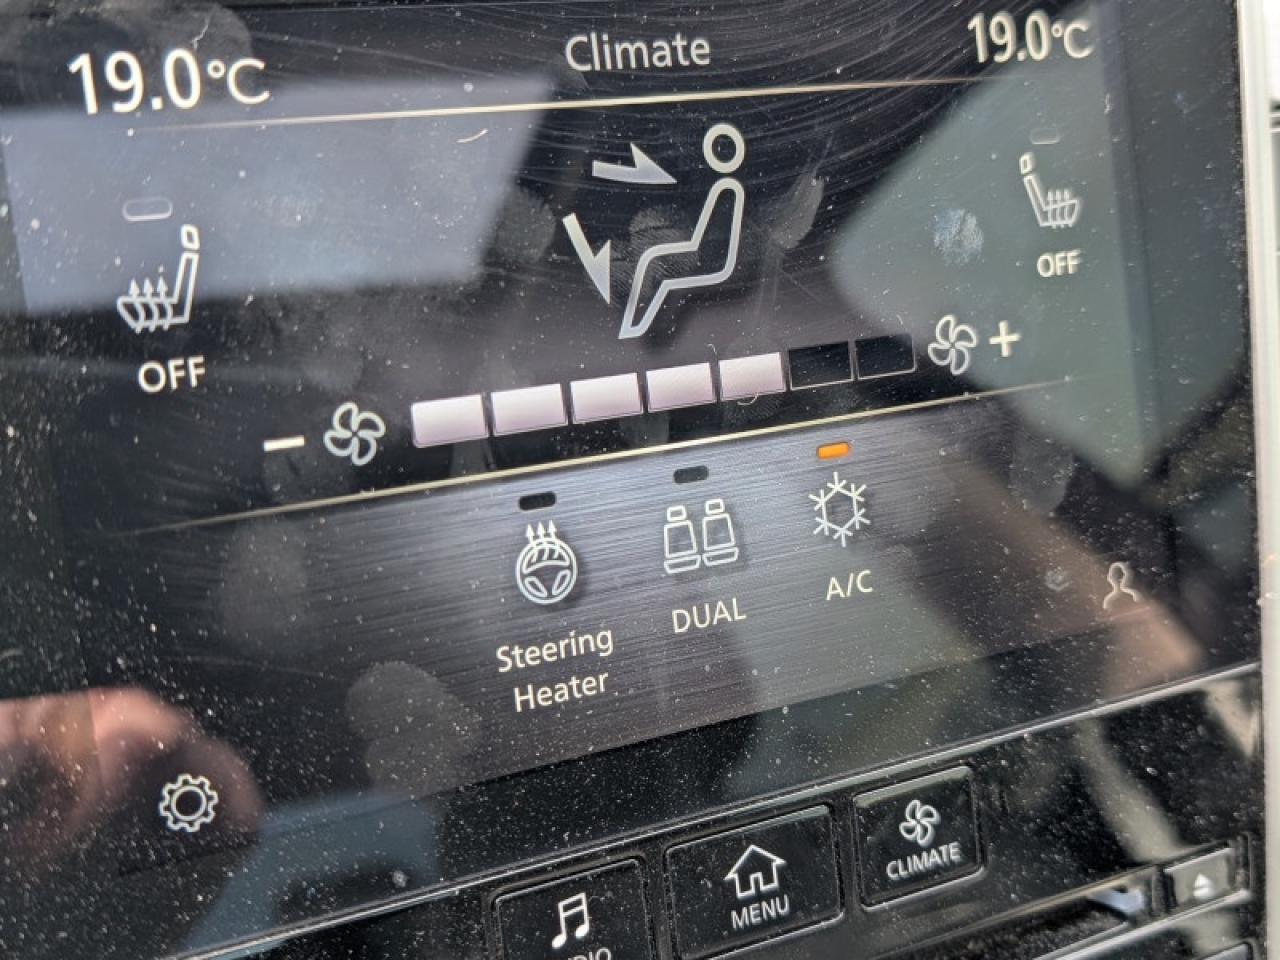 19.0°C
Climate
19.0°C
OFF
OFF
Steering
Heater
DUAL
A/C
CLIMATE
MENU